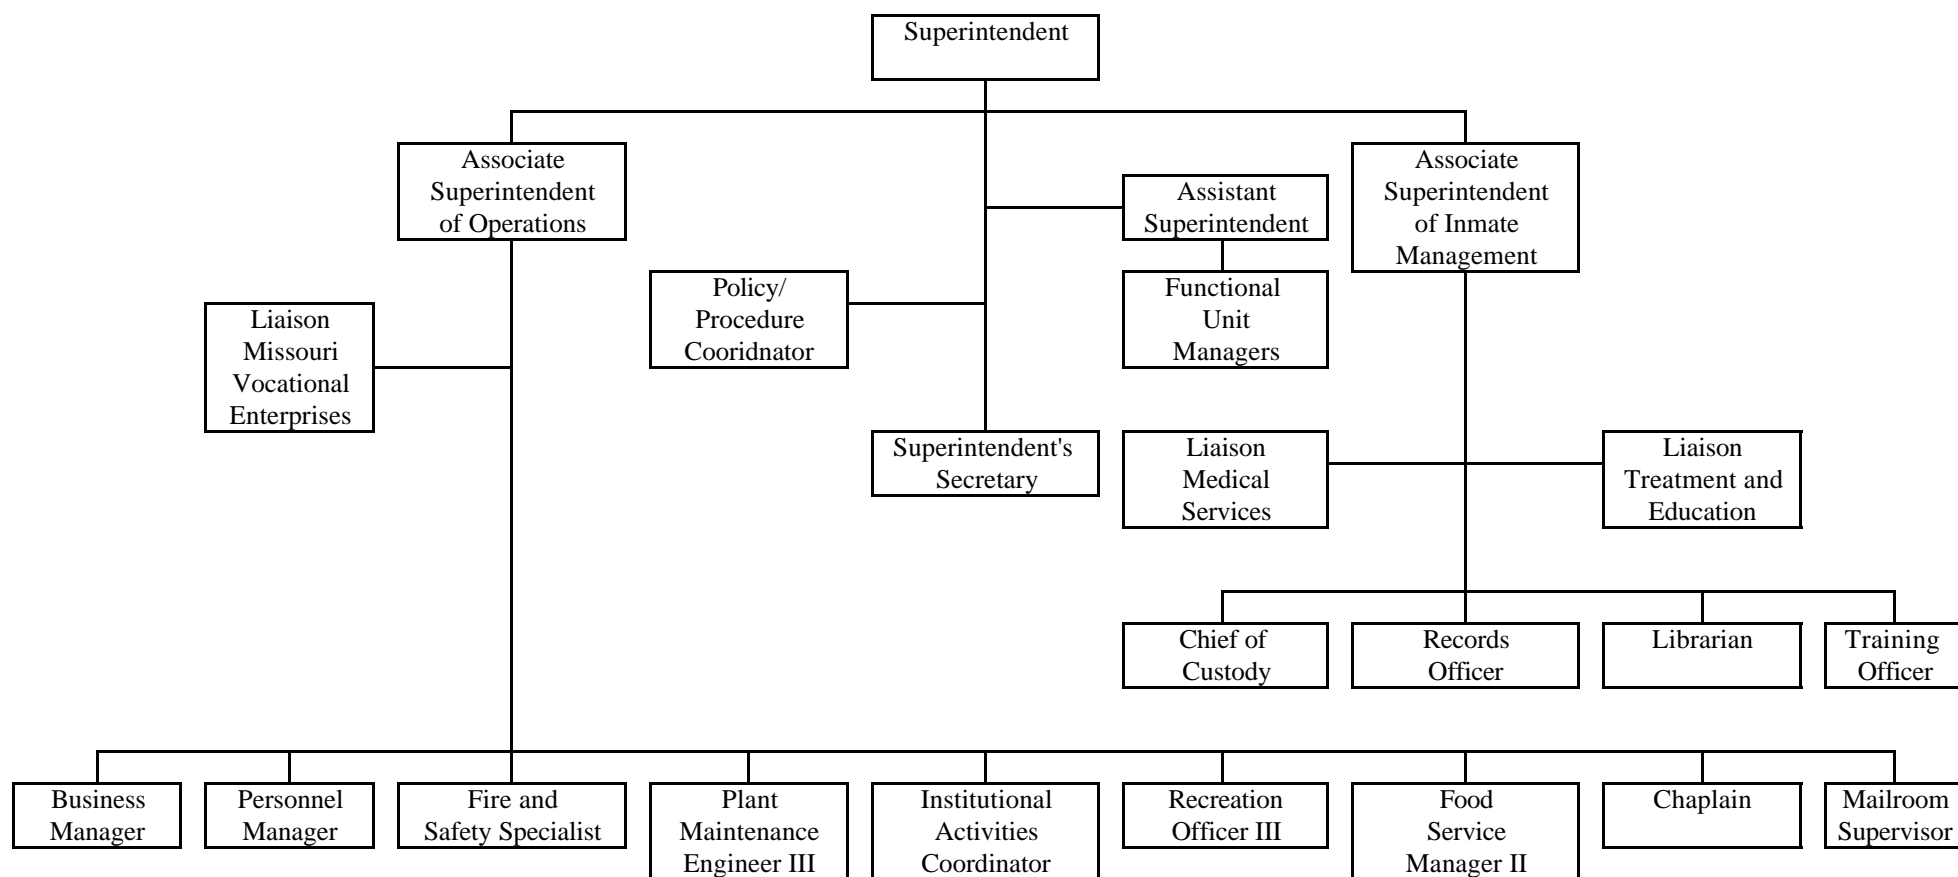 Superintendent
Associate
Superintendent
of Operations
Assistant
Superintendent
Associate
Superintendent
of Inmate
Management
Policy/
Procedure
Cooridnator
Functional
Unit
Managers
Liaison
Missouri
Vocational
Enterprises
Superintendent's
Secretary
Liaison
Medical
Services
Liaison
Treatment and
Education
Chief of
Custody
Records
Officer
Librarian
Training
Officer
Business
Manager
Personnel
Manager
Fire and
Safety Specialist
Plant
Maintenance
Engineer III
Institutional
Activities
Coordinator
Recreation
Officer III
Food
Service
Manager II
Chaplain
Mailroom
Supervisor